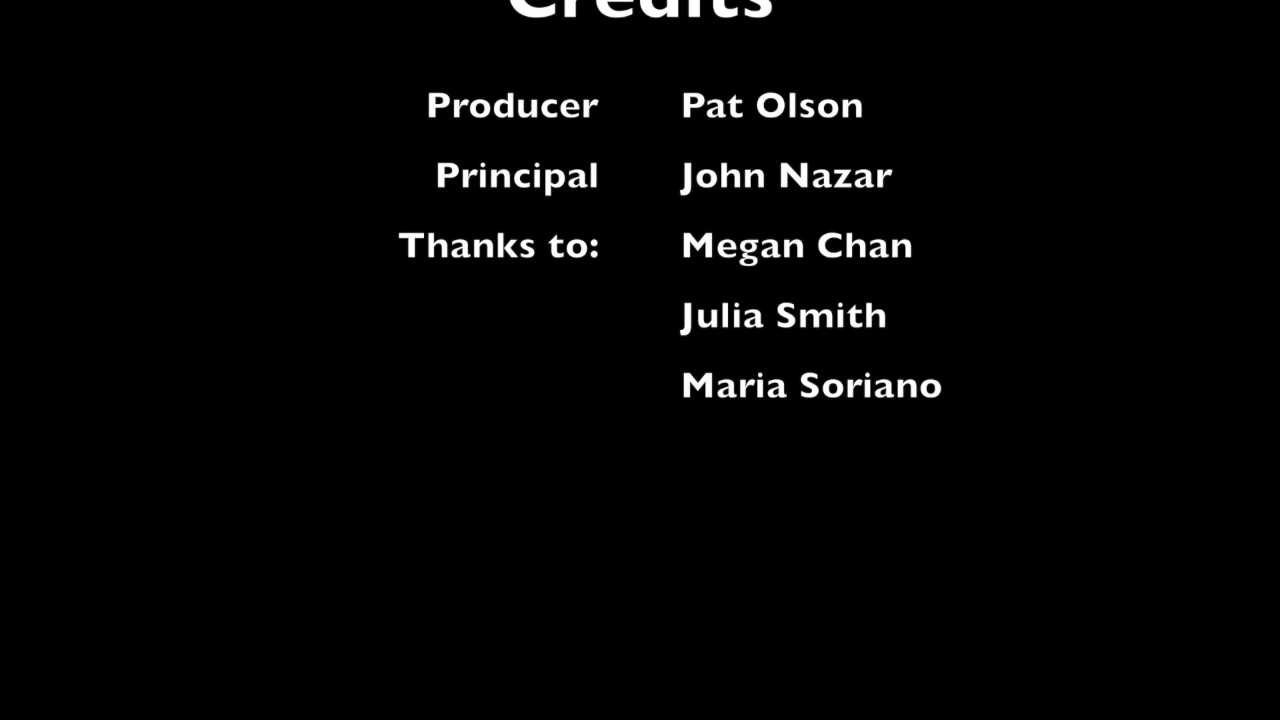 Credits
Producer Pat Olson
Principal John Nazar
Thanks to: Megan Chan
Julia Smith
Maria Soriano